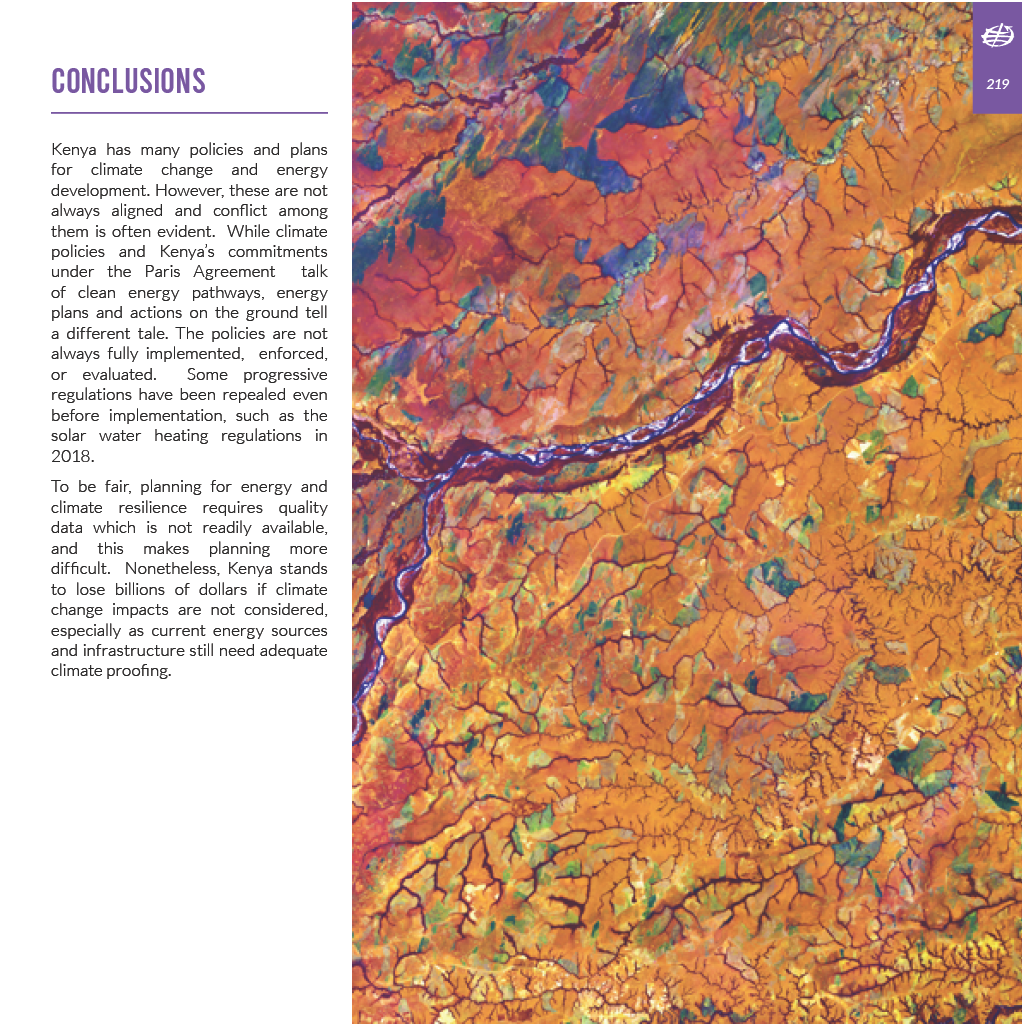 CONCLUSIONS
219
Kenya has many policies and plans
for climate change and energy
development. However, these are not
always aligned and conflict among
them is often evident. While climate
policies and Kenya's commitments
under the Paris Agreement talk
of clean energy pathways, energy
plans and actions on the ground tell
a different tale. The policies are not
always fully implemented, enforced,
or evaluated. Some progressive
regulations have been repealed even
before implementation, such as the
solar water heating regulations in
2018.
To be fair, planning for energy and
climate resilience requires quality
data which is not readily available,
and this makes planning more
difficult. Nonetheless, Kenya stands
to lose billions of dollars if climate
change impacts are not considered,
especially as current energy sources
and infrastructure still need adequate
climate proofing.